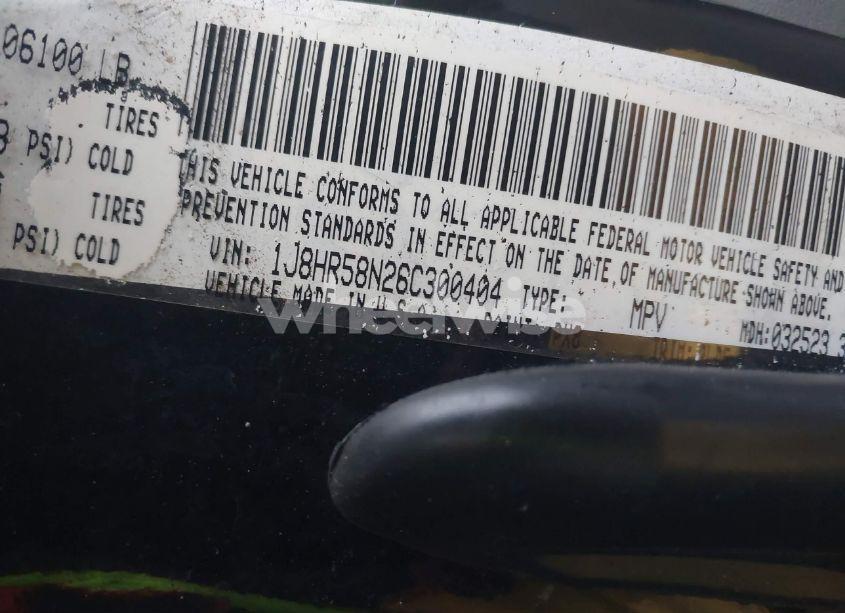 06100 LB
TIRES
PSI) COLD
TIRES
PSI) COLD
THIS VEHICLE CONFORMS TO ALL APPLICABLE FEDERAL MOTOR VEHICLE SAFETY AND
PREVENTION STANDARDS IN EFFECT ON THE DATE OF MANUFACTURE SHOWN ABOVE.
VIN: 1J8HR58N26C300404 TYPE: MPV MDH:032523
VEHICLE MADE IN U.S.A.
wheelwise